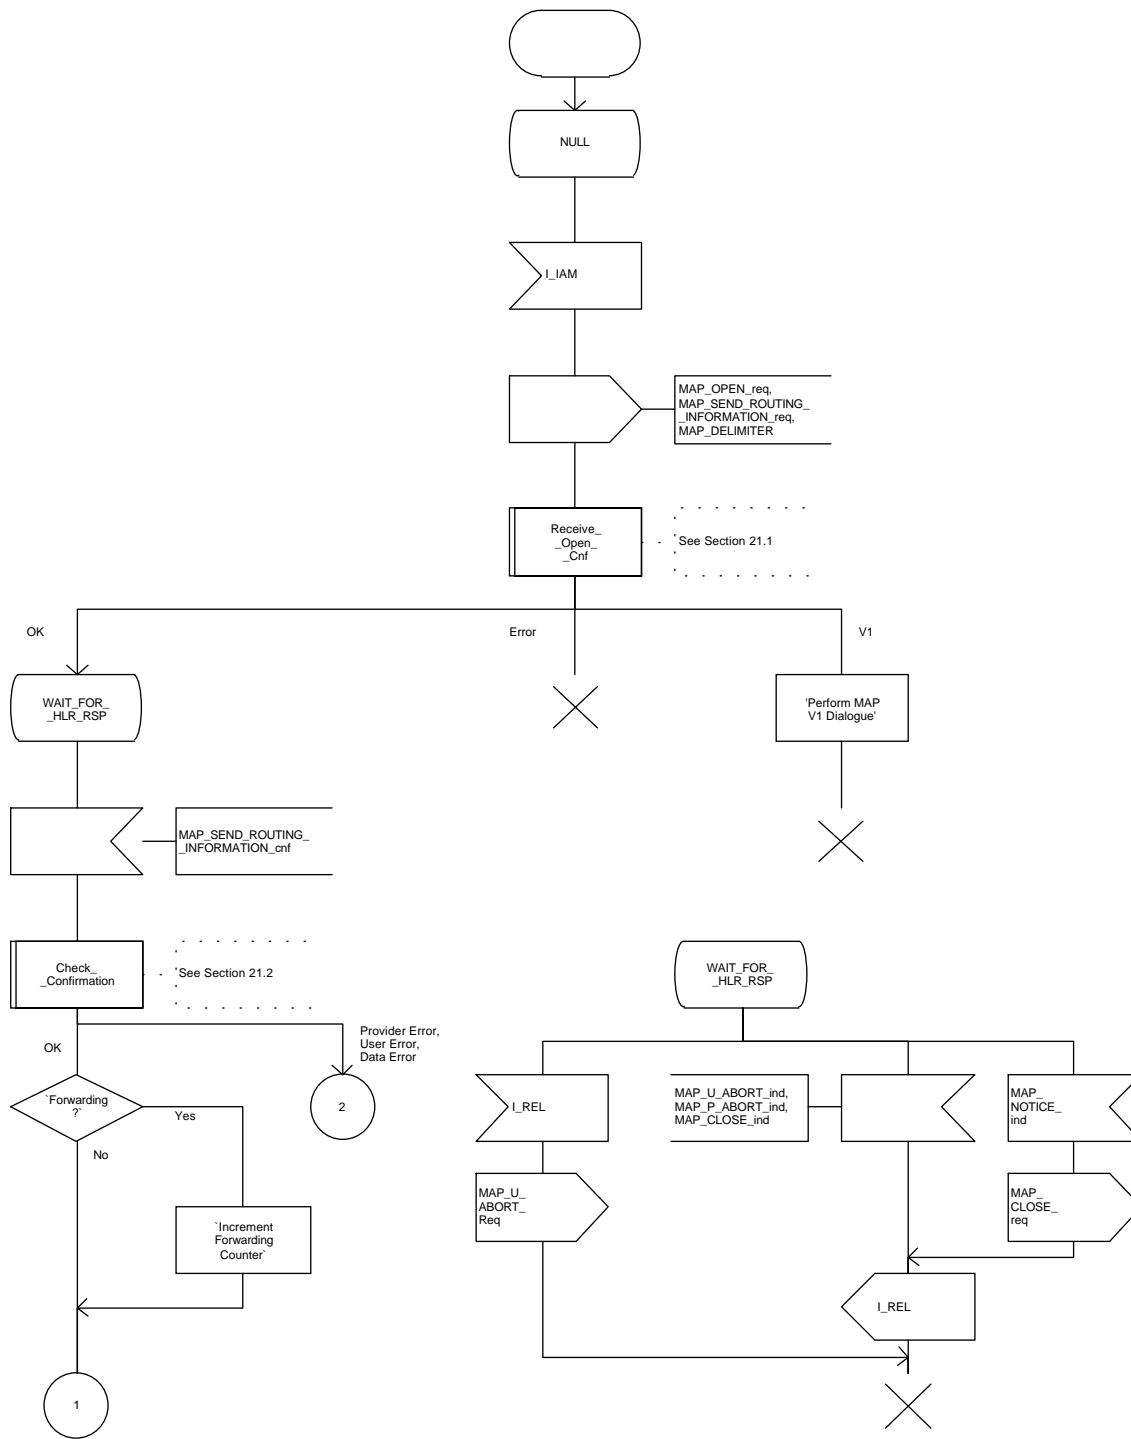 NULL
I_IAM
MAP_OPEN_req,
MAP_SEND_ROUTING_
_INFORMATION_req,
MAP_DELIMITER
Receive_
_Open_
_Cnf
See Section 21.1
OK
Error
V1
WAIT_FOR_
_HLR_RSP
'Perform MAP
V1 Dialogue'
MAP_SEND_ROUTING_
_INFORMATION_cnf
Check_
_Confirmation
See Section 21.2
WAIT_FOR_
_HLR_RSP
Provider Error,
User Error,
Data Error
OK
`Forwarding
?`
Yes
2
No
I_REL
MAP_U_ABORT_ind,
MAP_P_ABORT_ind,
MAP_CLOSE_ind
MAP_
NOTICE_
ind
MAP_U_
ABORT_
Req
MAP_
CLOSE_
req
`Increment
Forwarding
Counter`
I_REL
1